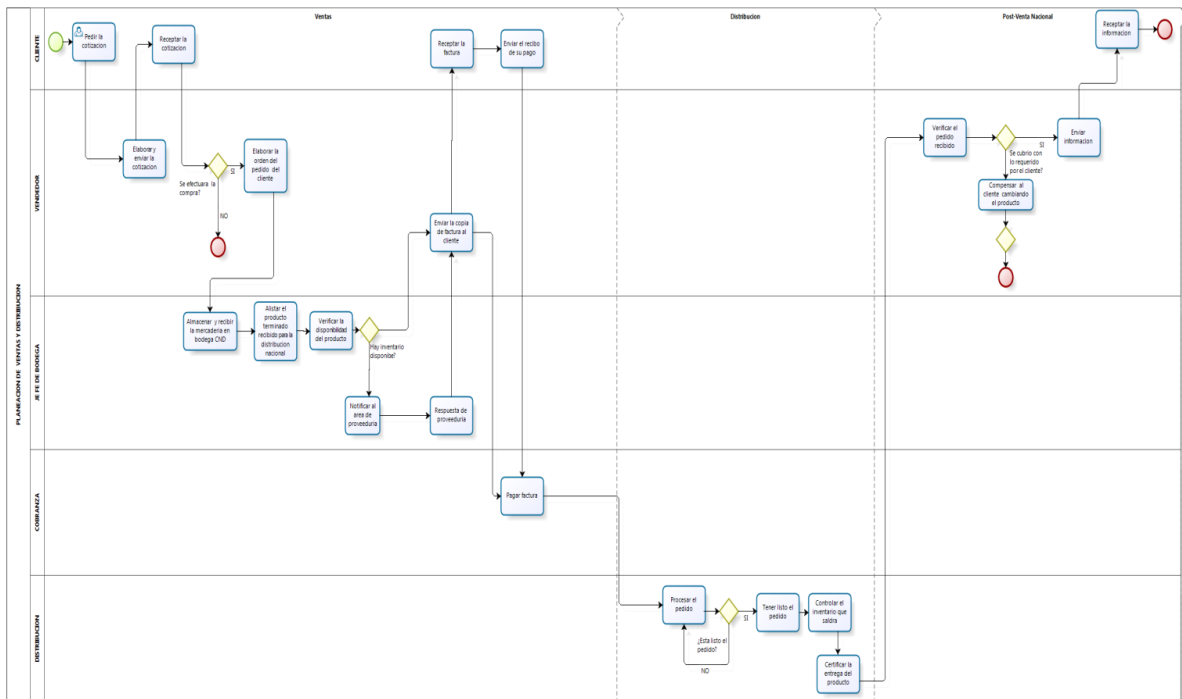 PLANEACION DE VENTAS Y DISTRIBUCION
Ventas
Distribucion
Post-Venta Nacional
CLIENTE
Pedir la
cotizacion
Receptar la
cotizacion
Receptar la
factura
Enviar el recibo
de su pago
Receptar la
informacion
VENDEDOR
Elaborar y
enviar la
cotizacion
Se efectuara la
compra?
SI
NO
Elaborar la
orden del
pedido del
cliente
Enviar la copia
de factura al
cliente
Verificar el
pedido
recibido
SI
Se cubrio con
lo requerido
por el cliente?
Enviar
informacion
Compensar al
cliente cambiando
el producto
JEFE DE BODEGA
Almacenar y recibir
la mercaderia en
bodega CND
Alistar el
producto
terminado
recibido para la
distribucion
nacional
Verificar la
disponibilidad
del producto
Hay inventario
disponibe?
Notificar al
area de
proveeduria
Respuesta de
proveeduria
COBRANZA
Pagar factura
DISTRIBUCION
Procesar el
pedido
¿Esta listo el
pedido?
SI
NO
Tener listo el
pedido
Controlar el
inventario que
saldra
Certificar la
entrega del
producto